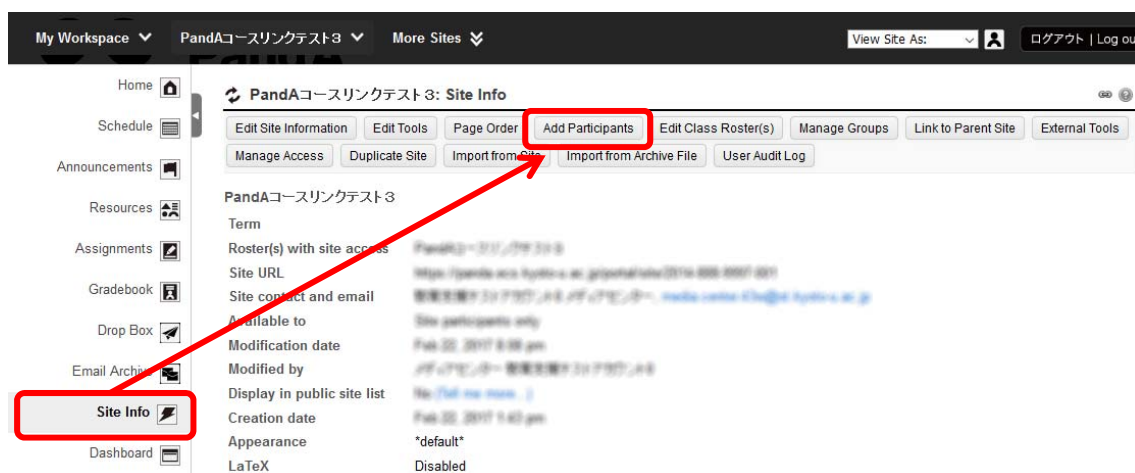 My Workspace PandAコースリンクテスト3 More Sites View Site As: ログアウト | Log ou
PandA
Home
Schedule
Announcements
Resources
Assignments
Gradebook
Drop Box
Email Archive
Site Info
Dashboard
PandAコースリンクテスト3: Site Info
Edit Site Information Edit Tools Page Order Add Participants Edit Class Roster(s) Manage Groups Link to Parent Site External Tools
Manage Access Duplicate Site Import from Site Import from Archive File User Audit Log
PandAコースリンクテスト3
Term
Roster(s) with site access
Site URL
Site contact and email
Available to
Modification date
Modified by
Display in public site list
Creation date
Appearance *default*
LaTeX Disabled